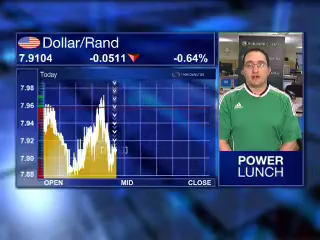 Dollar/Rand
7.9104 -0.0511 -0.64%
Today
7.98
7.96
7.94
7.92
7.90
7.88
OPEN MID CLOSE
POWER
LUNCH